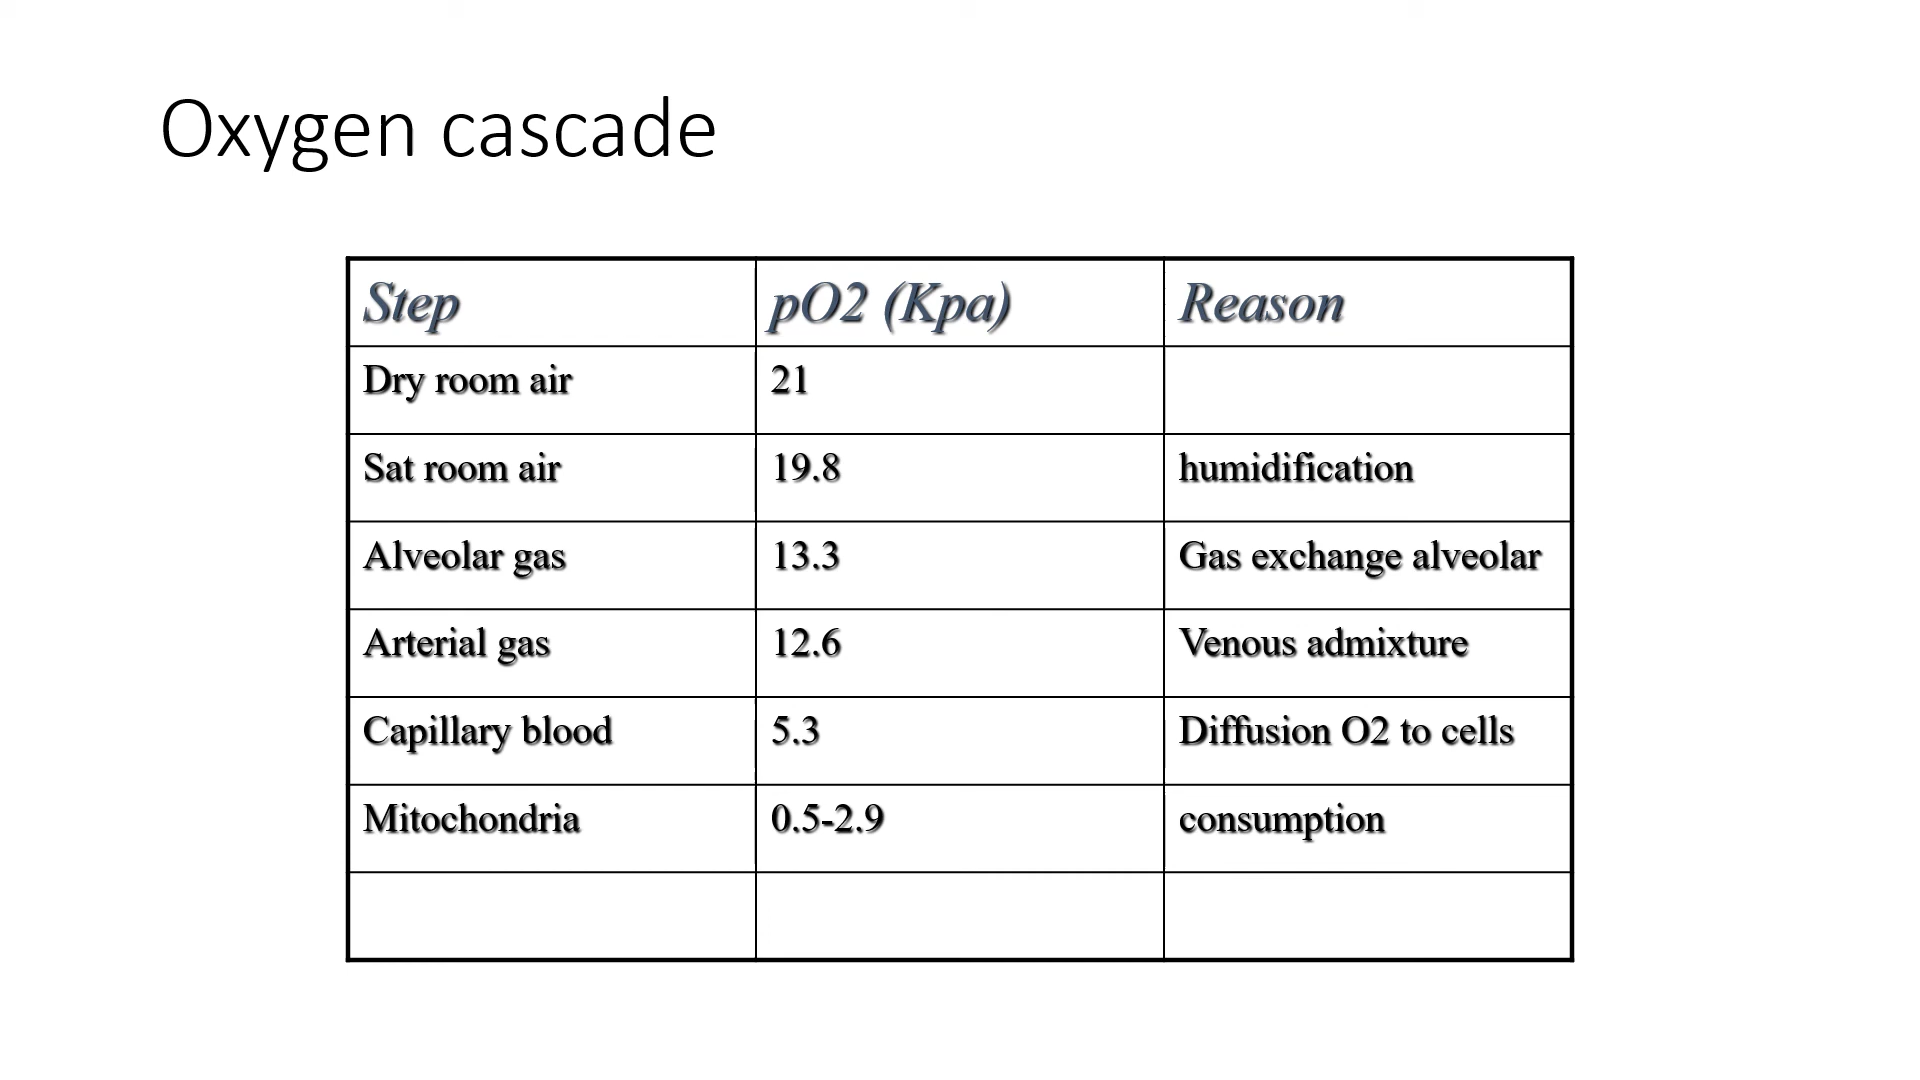 Oxygen cascade
Step pO2 (Kpa) Reason
Dry room air 21
Sat room air 19.8 humidification
Alveolar gas 13.3 Gas exchange alveolar
Arterial gas 12.6 Venous admixture
Capillary blood 5.3 Diffusion O2 to cells
Mitochondria 0.5-2.9 consumption